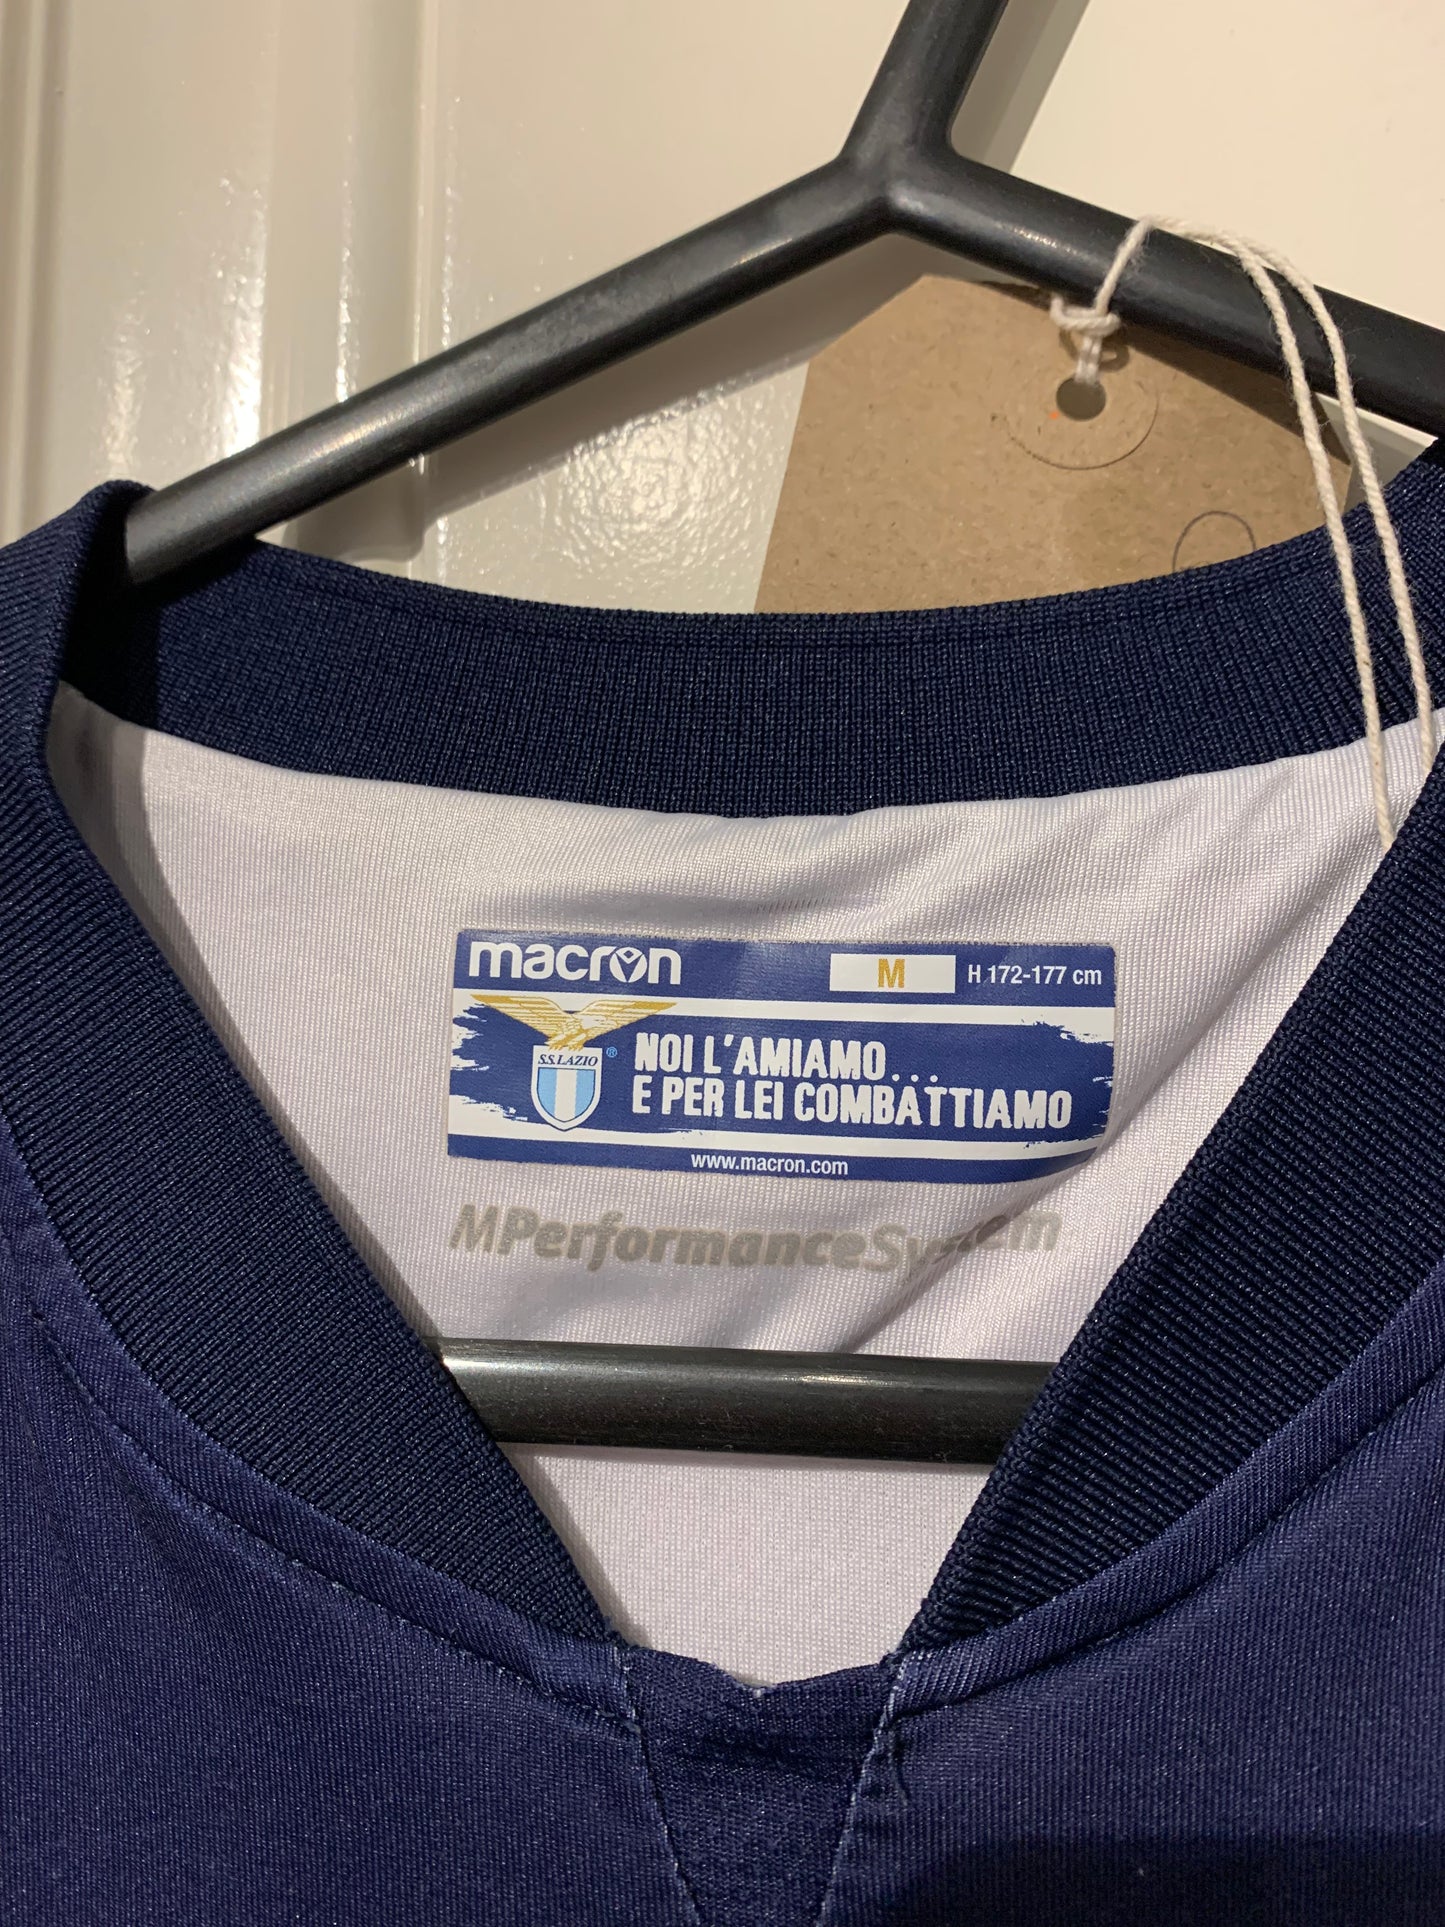 macron
M H 172-177 cm
S.S.LAZIO ®
NOI L'AMIAMO...
E PER LEI COMBATTIAMO
www.macron.com
MPerformanceSystem